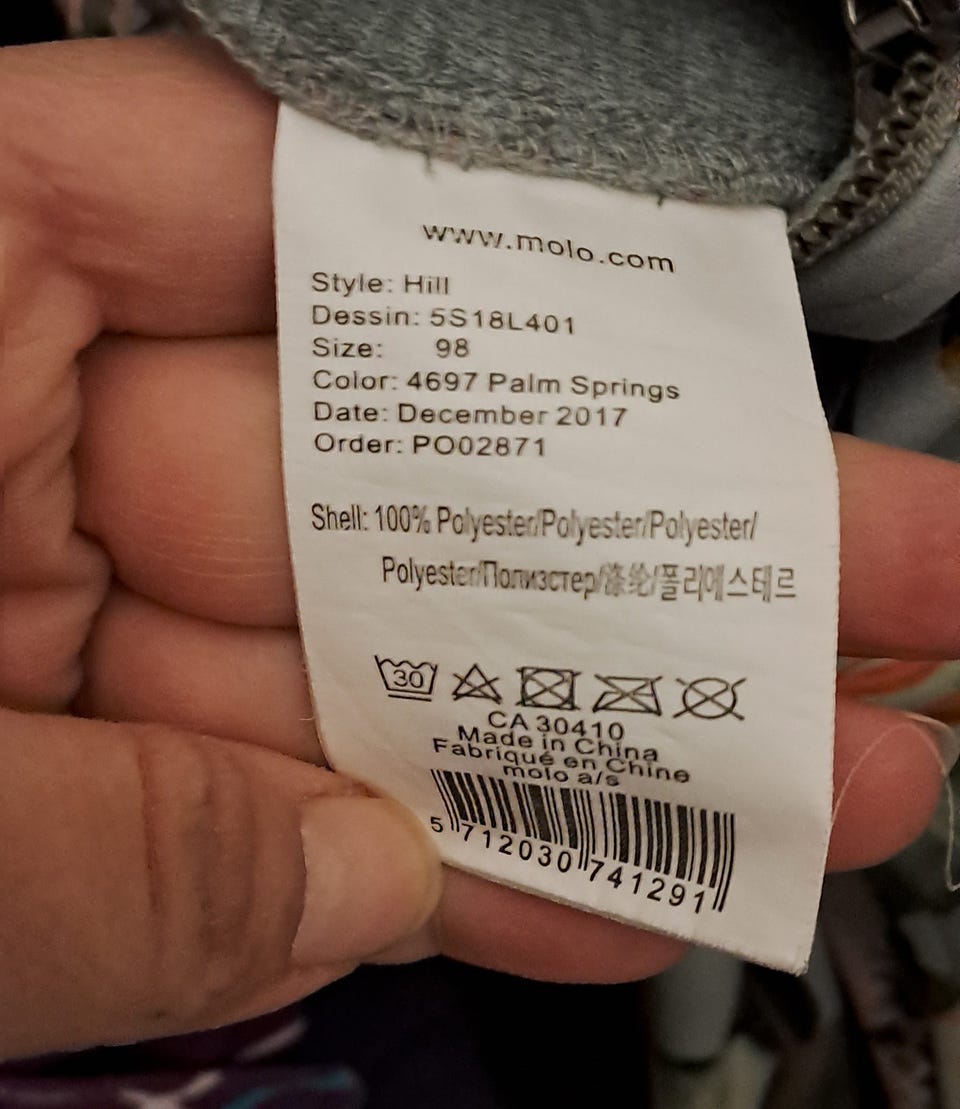 www.molo.com
Style: Hill
Dessin: 5S18L401
Size: 98
Color: 4697 Palm Springs
Date: December 2017
Order: PO02871
Shell: 100% Polyester/Polyester/Polyester/
Polyester/Полиэстер/涤纶/폴리에스테르
30
CA 30410
Made in China
Fabriqué en Chine
molo a/s
5 712030 741291